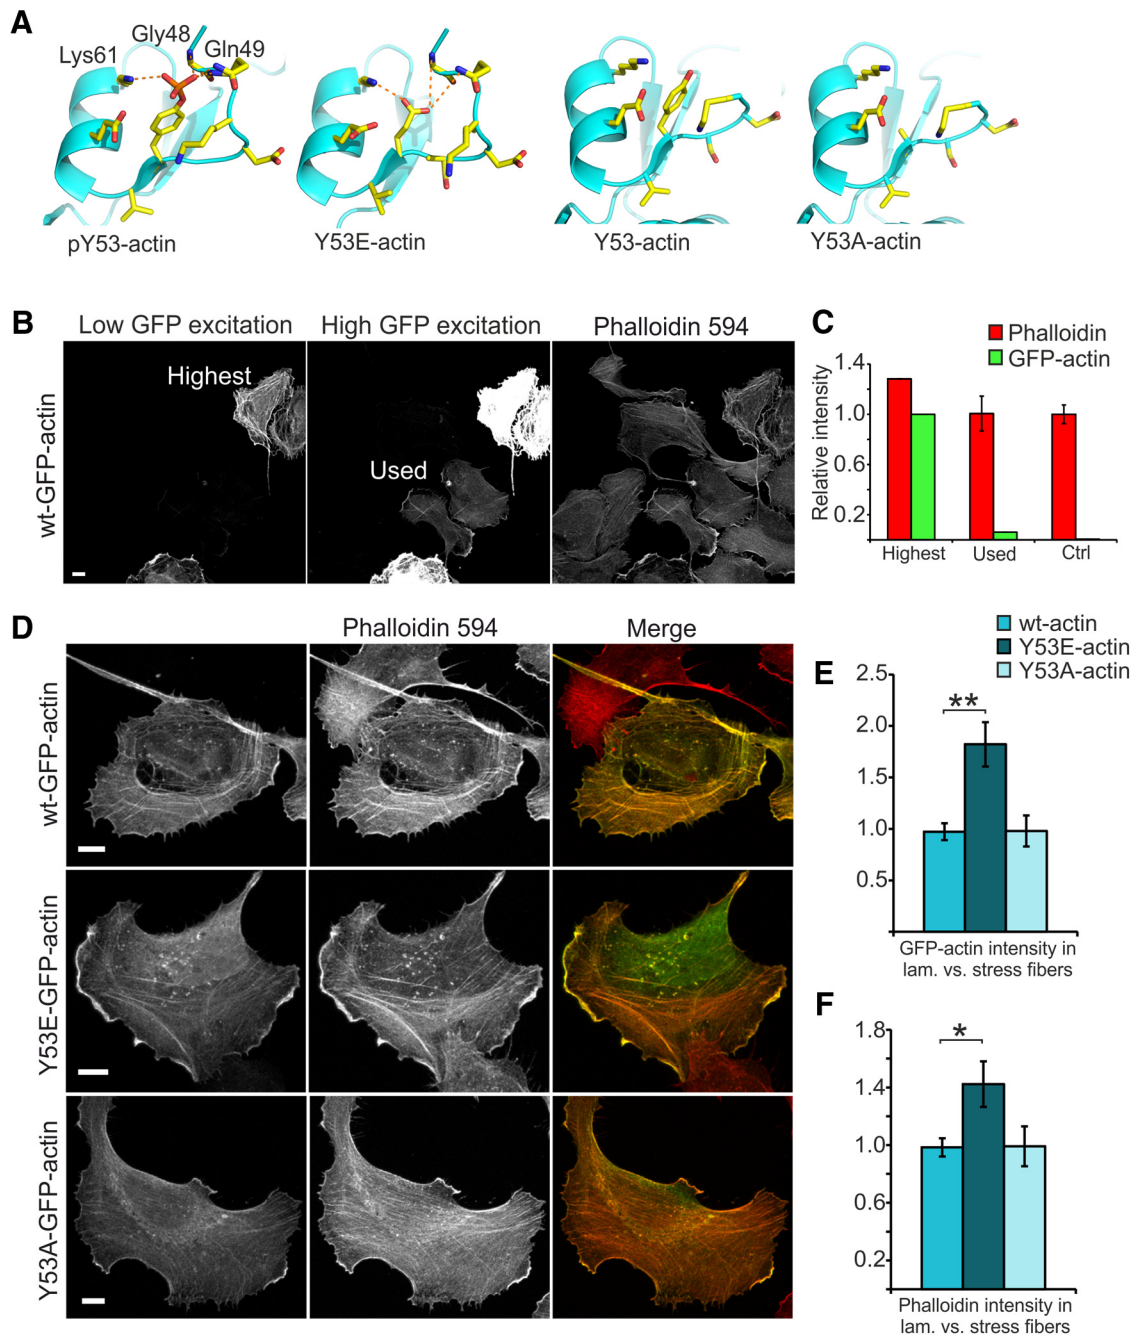 A
Lys61
Gly48
Gln49
pY53-actin
Y53E-actin
Y53-actin
Y53A-actin
B
Low GFP excitation
High GFP excitation
Phalloidin 594
wt-GFP-actin
Highest
Used
C
Phalloidin
GFP-actin
Relative intensity
1.4
1.0
0.6
0.2
Highest
Used
Ctrl
D
Phalloidin 594
Merge
wt-GFP-actin
Y53E-GFP-actin
Y53A-GFP-actin
wt-actin
Y53E-actin
Y53A-actin
E
2.5
2.0
1.5
1.0
0.5
**
GFP-actin intensity in
lam. vs. stress fibers
F
1.8
1.4
1.0
0.6
0.2
*
Phalloidin intensity in
lam. vs. stress fibers